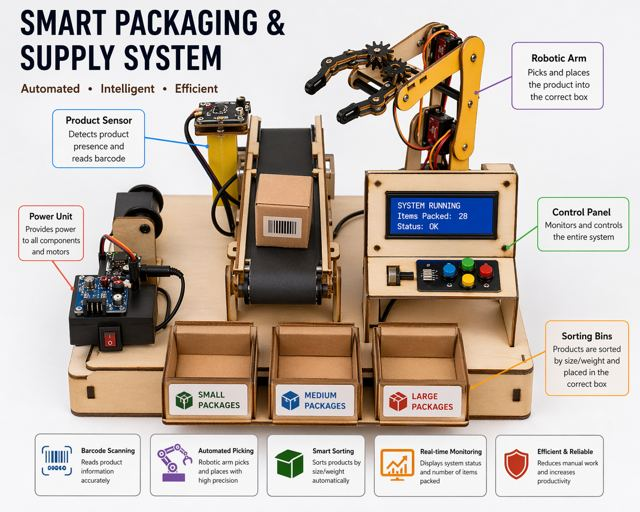 SMART PACKAGING &
SUPPLY SYSTEM
Automated • Intelligent • Efficient
Product Sensor
Detects product
presence and
reads barcode
Robotic Arm
Picks and places
the product into
the correct box
Power Unit
Provides power
to all components
and motors
SYSTEM RUNNING
Items Packed: 28
Status: OK
Control Panel
Monitors and controls
the entire system
Sorting Bins
Products are sorted
by size/weight and
placed in the
correct box
SMALL
PACKAGES
MEDIUM
PACKAGES
LARGE
PACKAGES
Barcode Scanning
Reads product
information
accurately
Automated Picking
Robotic arm picks
and places with
high precision
Smart Sorting
Sorts products by
size/weight
automatically
Real-time Monitoring
Displays system status
and number of items
packed
Efficient & Reliable
Reduces manual work
and increases
productivity